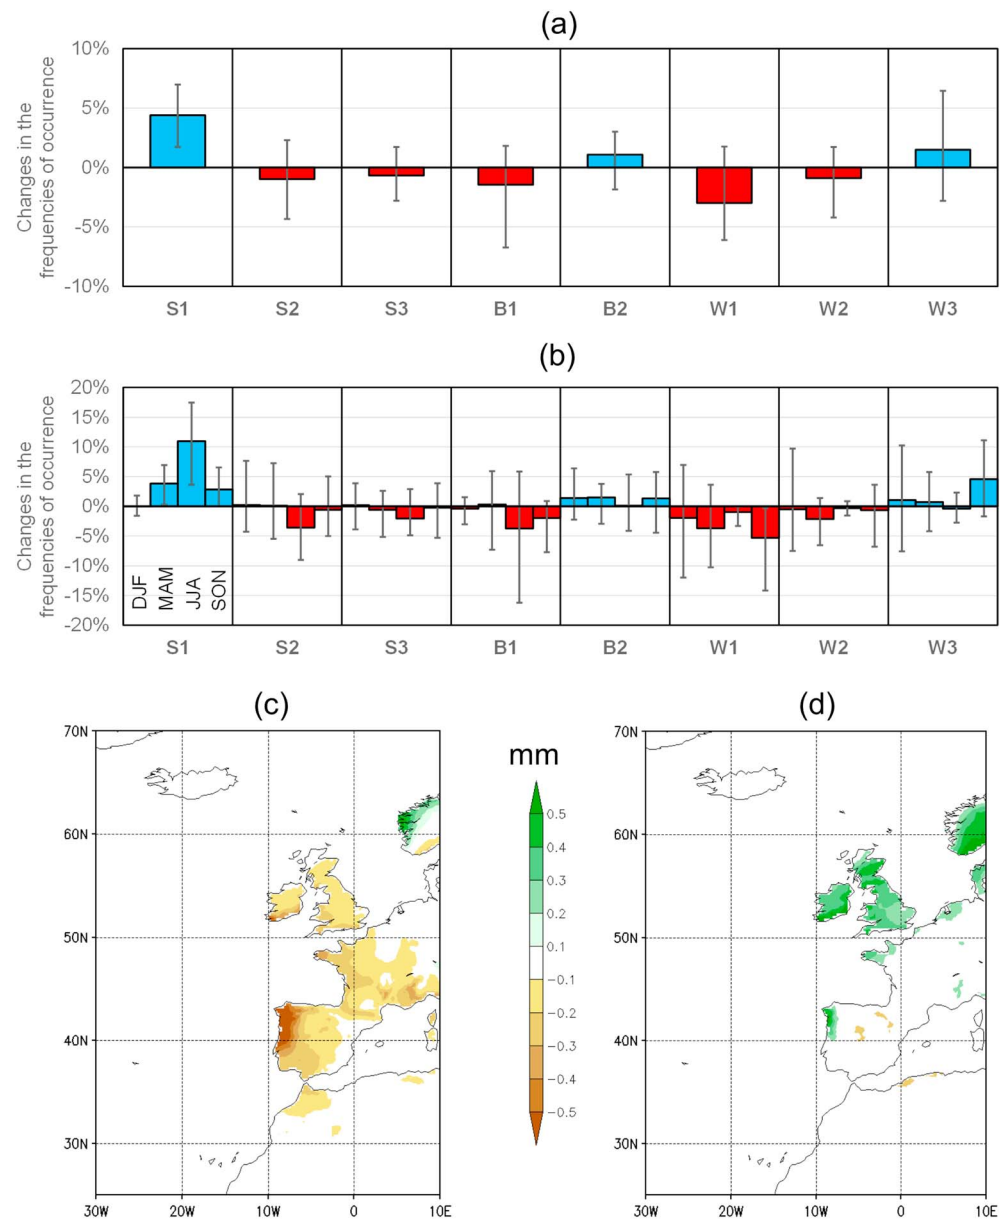 (a)
Changes in the
frequencies of occurrence
10%
5%
0%
-5%
-10%
S1 S2 S3 B1 B2 W1 W2 W3
(b)
Changes in the
frequencies of occurrence
20%
15%
10%
5%
0%
-5%
-10%
-15%
-20%
DJF
MAM
JJA
SON
S1 S2 S3 B1 B2 W1 W2 W3
(c)
70N
60N
50N
40N
30N
30W 20W 10W 0 10E
mm
0.5
0.4
0.3
0.2
0.1
-0.1
-0.2
-0.3
-0.4
-0.5
(d)
70N
60N
50N
40N
30N
30W 20W 10W 0 10E